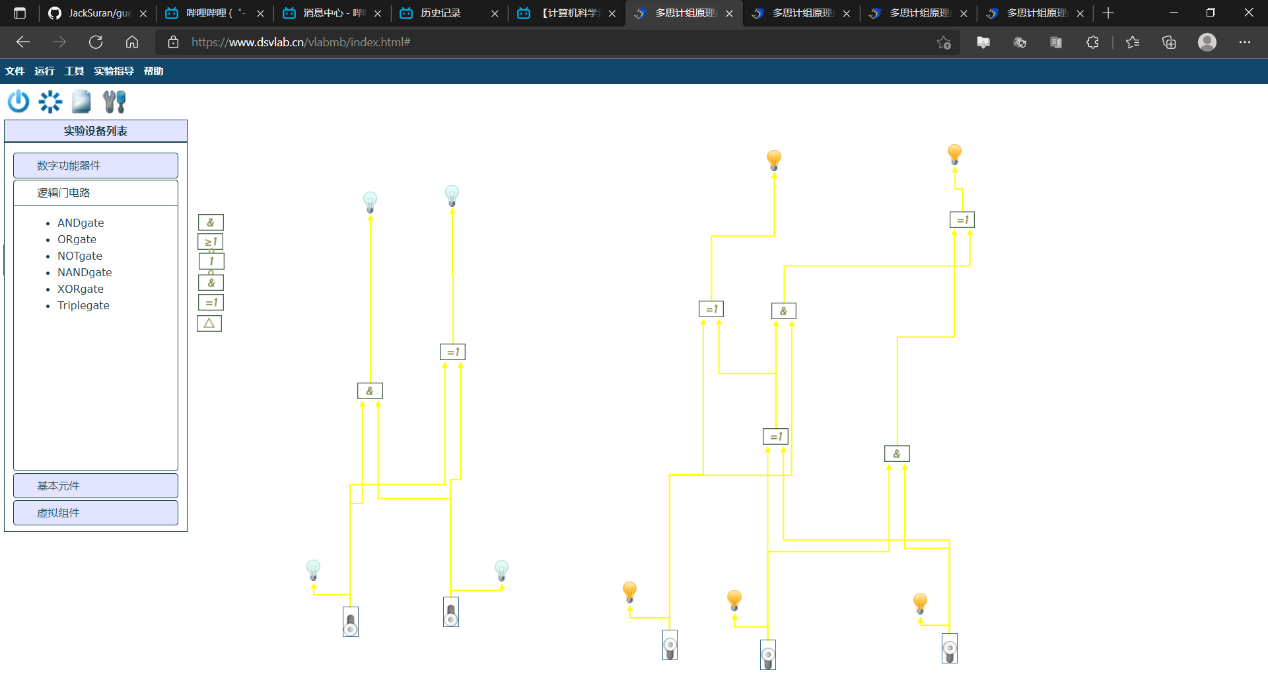 JackSuran/gue
哔哩哔哩 (゜-
消息中心 - 哔
历史记录
【计算机科学
多思计组原理
多思计组原理
多思计组原理
多思计组原理
https://www.dsvlab.cn/vlabmb/index.html#
文件 运行 工具 实验指导 帮助
实验设备列表
数字功能器件
逻辑门电路
ANDgate
ORgate
NOTgate
NANDgate
XORgate
Triplegate
基本元件
虚拟组件
&
≥1
1
&
=1
=1
&
=1
=1
&
=1
&